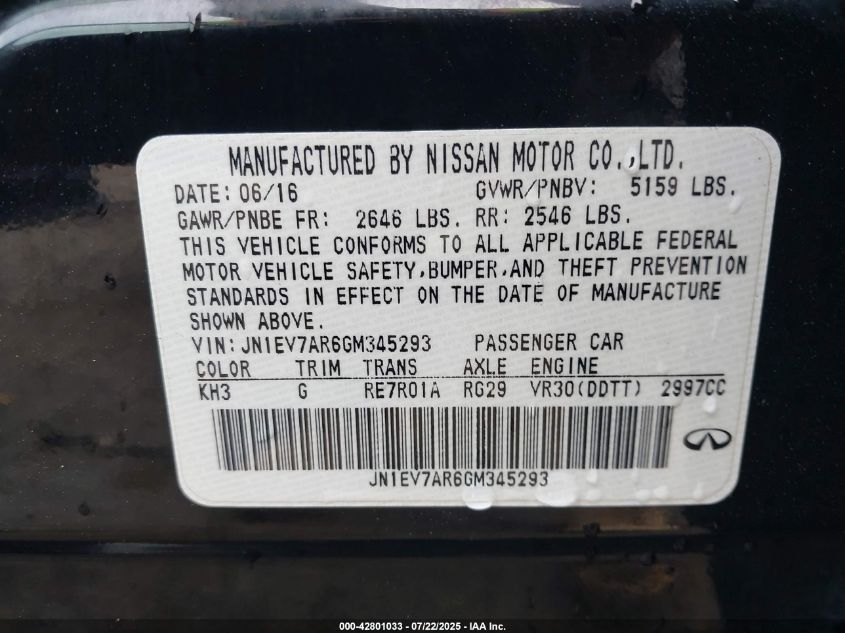 MANUFACTURED BY NISSAN MOTOR CO.,LTD.
DATE: 06/16 GVWR/PNBV: 5159 LBS.
GAWR/PNBE FR: 2646 LBS. RR: 2546 LBS.
THIS VEHICLE CONFORMS TO ALL APPLICABLE FEDERAL
MOTOR VEHICLE SAFETY,BUMPER,AND THEFT PREVENTION
STANDARDS IN EFFECT ON THE DATE OF MANUFACTURE
SHOWN ABOVE.
VIN:JN1EV7AR6GM345293 PASSENGER CAR
COLOR TRIM TRANS AXLE ENGINE
KH3 G RE7R01A RG29 VR30(DDTT) 2997CC
JN1EV7AR6GM345293
000-42801033 - 07/22/2025 - IAA Inc.